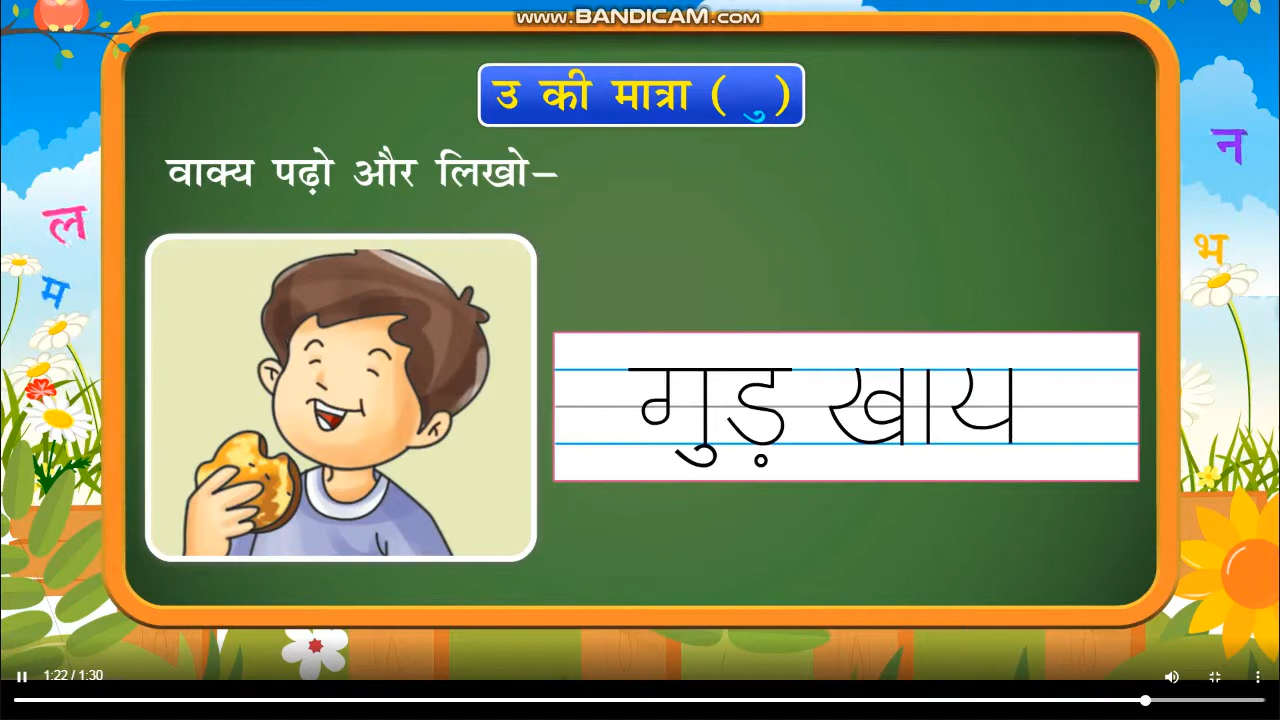 www.BANDICAM.com
उ की मात्रा ( ु )
वाक्य पढ़ो और लिखो–
ल
म
न
भ
गुड़ खाय
1:22 / 1:30